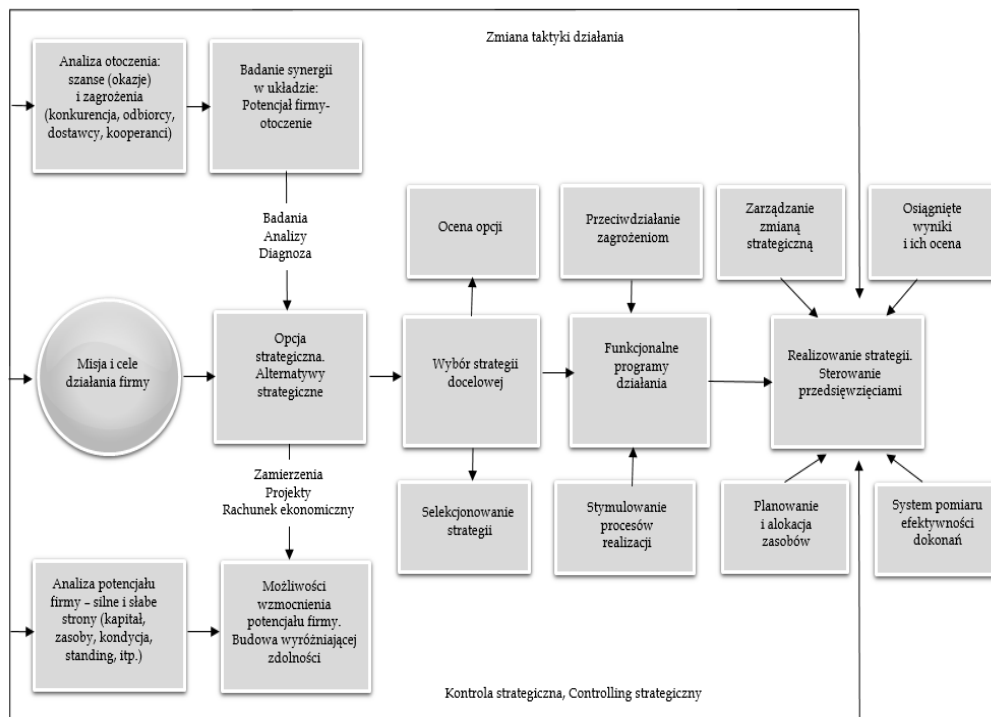 Zmiana taktyki działania
Analiza otoczenia:
szanse (okazje)
i zagrożenia
(konkurencja, odbiorcy,
dostawcy, kooperanci)
Badanie synergii
w układzie:
Potencjał firmy-
otoczenie
Badania
Analizy
Diagnoza
Ocena opcji
Przeciwdziałanie
zagrożeniom
Zarządzanie
zmianą
strategiczną
Osiągnięte
wyniki
i ich ocena
Misja i cele
działania firmy
Opcja
strategiczna.
Alternatywy
strategiczne
Wybór strategii
docelowej
Funkcjonalne
programy
działania
Realizowanie strategii.
Sterowanie
przedsięwzięciami
Zamierzenia
Projekty
Rachunek ekonomiczny
Selekcjonowanie
strategii
Stymulowanie
procesów
realizacji
Planowanie
i alokacja
zasobów
System pomiaru
efektywności
dokonań
Analiza potencjału
firmy – silne i słabe
strony (kapitał,
zasoby, kondycja,
standing, itp.)
Możliwości
wzmocnienia
potencjału firmy.
Budowa wyróżniającej
zdolności
Kontrola strategiczna, Controlling strategiczny